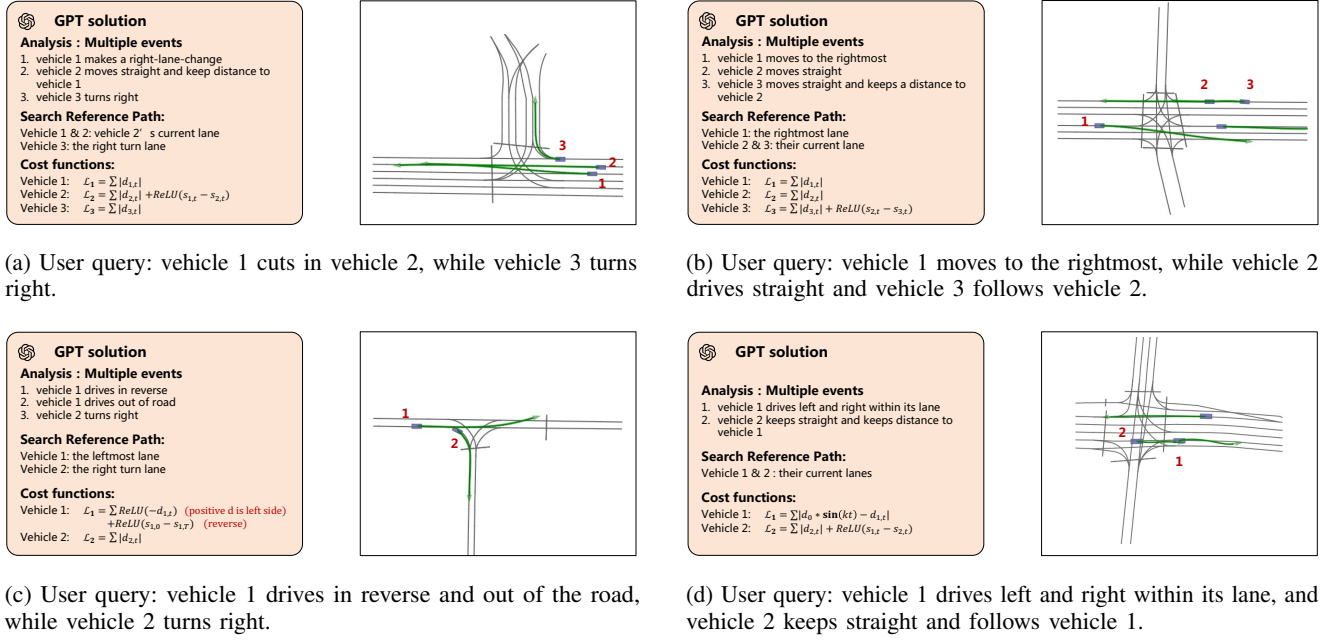 GPT solution
Analysis : Multiple events
1. vehicle 1 makes a right-lane-change
2. vehicle 2 moves straight and keep distance to
vehicle 1
3. vehicle 3 turns right
Search Reference Path:
Vehicle 1 & 2: vehicle 2' s current lane
Vehicle 3: the right turn lane
Cost functions:
Vehicle 1: ℒ₁ = ∑|d₁,ₜ|
Vehicle 2: ℒ₂ = ∑|d₂,ₜ| +ReLU(s₁,ₜ − s₂,ₜ)
Vehicle 3: ℒ₃ = ∑|d₃,ₜ|
3
2
1
(a) User query: vehicle 1 cuts in vehicle 2, while vehicle 3 turns
right.
GPT solution
Analysis : Multiple events
1. vehicle 1 moves to the rightmost
2. vehicle 2 moves straight
3. vehicle 3 moves straight and keeps a distance to
vehicle 2
Search Reference Path:
Vehicle 1: the rightmost lane
Vehicle 2 & 3: their current lane
Cost functions:
Vehicle 1: ℒ₁ = ∑|d₁,ₜ|
Vehicle 2: ℒ₂ = ∑|d₂,ₜ|
Vehicle 3: ℒ₃ = ∑|d₃,ₜ| + ReLU(s₂,ₜ − s₃,ₜ)
2 3
1
(b) User query: vehicle 1 moves to the rightmost, while vehicle 2
drives straight and vehicle 3 follows vehicle 2.
GPT solution
Analysis : Multiple events
1. vehicle 1 drives in reverse
2. vehicle 1 drives out of road
3. vehicle 2 turns right
Search Reference Path:
Vehicle 1: the leftmost lane
Vehicle 2: the right turn lane
Cost functions:
Vehicle 1: ℒ₁ = ∑ ReLU(−d₁,ₜ) (positive d is left side)
+ReLU(s₁,₀ − s₁,T) (reverse)
Vehicle 2: ℒ₂ = ∑|d₂,ₜ|
1
2
(c) User query: vehicle 1 drives in reverse and out of the road,
while vehicle 2 turns right.
GPT solution
Analysis : Multiple events
1. vehicle 1 drives left and right within its lane
2. vehicle 2 keeps straight and keeps distance to
vehicle 1
Search Reference Path:
Vehicle 1 & 2 : their current lanes
Cost functions:
Vehicle 1: ℒ₁ = ∑|d₀ * sin(kt) − d₁,ₜ|
Vehicle 2: ℒ₂ = ∑|d₂,ₜ| + ReLU(s₁,ₜ − s₂,ₜ)
2
1
(d) User query: vehicle 1 drives left and right within its lane, and
vehicle 2 keeps straight and follows vehicle 1.